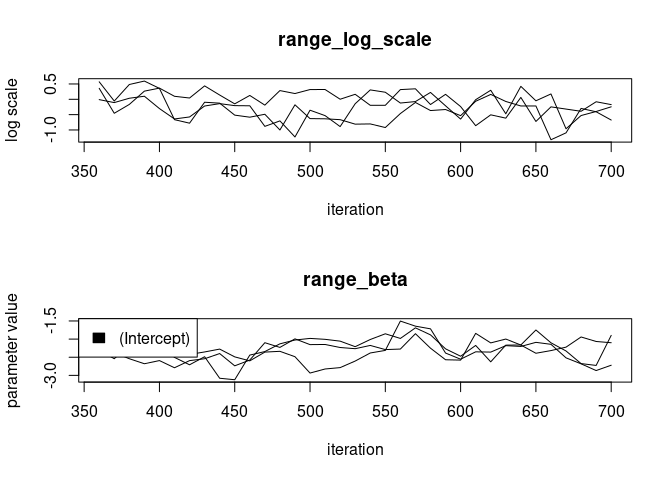 range_log_scale
log scale
0.5
-1.0
350 400 450 500 550 600 650 700
iteration
range_beta
parameter value
-1.5
-3.0
(Intercept)
350 400 450 500 550 600 650 700
iteration